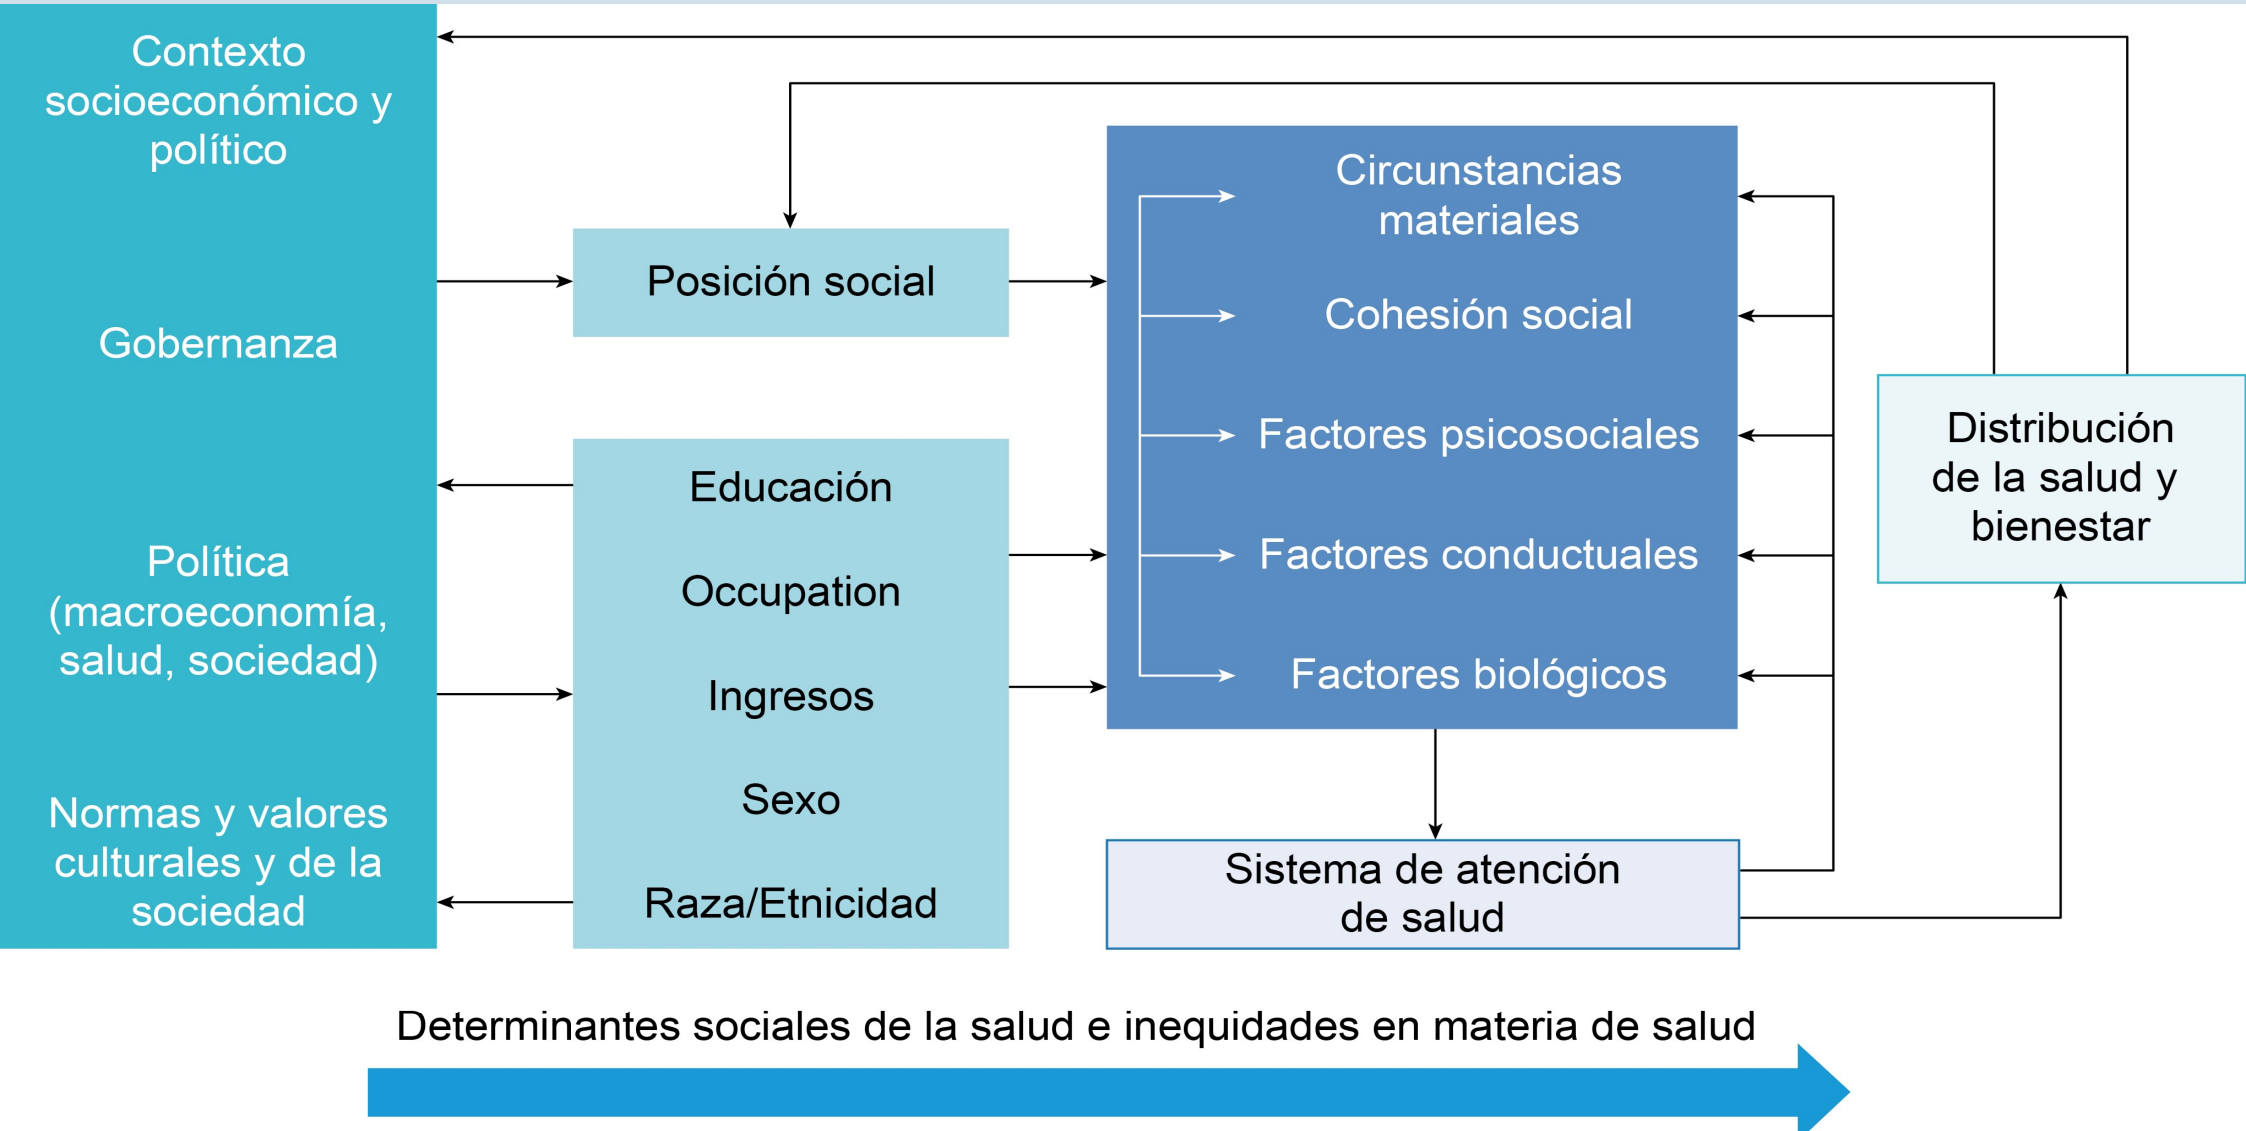 Contexto
socioeconómico y
político
Gobernanza
Política
(macroeconomía,
salud, sociedad)
Normas y valores
culturales y de la
sociedad
Posición social
Educación
Occupation
Ingresos
Sexo
Raza/Etnicidad
Circunstancias
materiales
Cohesión social
Factores psicosociales
Factores conductuales
Factores biológicos
Sistema de atención
de salud
Distribución
de la salud y
bienestar
Determinantes sociales de la salud e inequidades en materia de salud